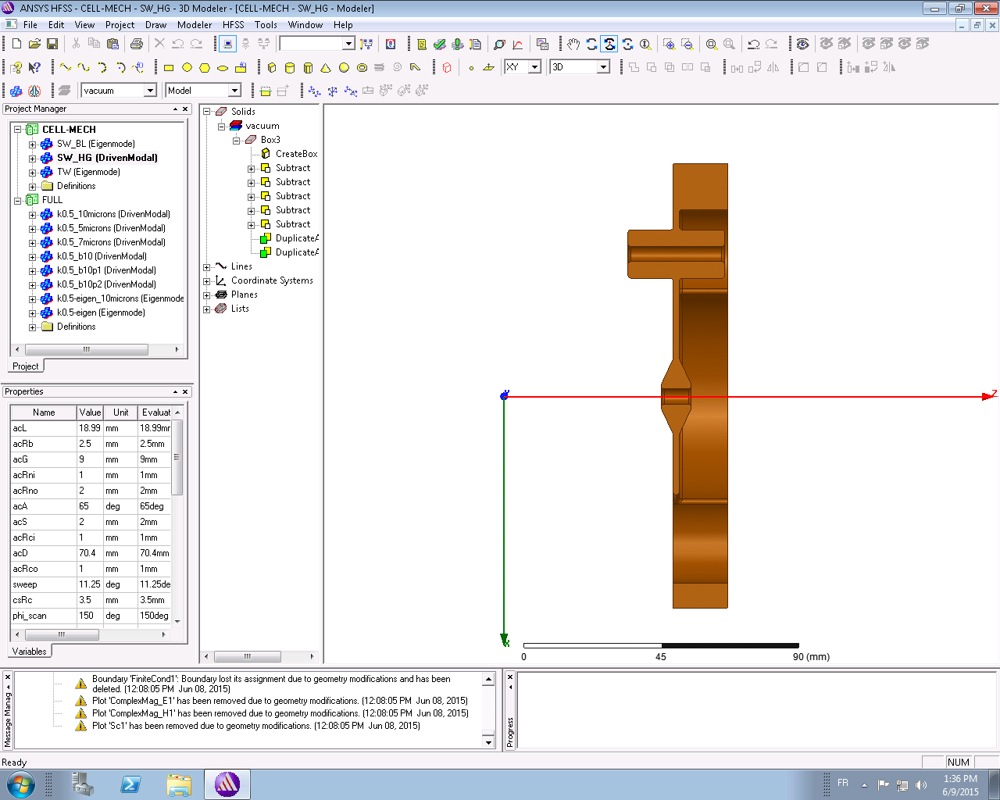 ANSYS HFSS - CELL-MECH - SW_HG - 3D Modeler - [CELL-MECH - SW_HG - Modeler]
File Edit View Project Draw Modeler HFSS Tools Window Help
XY 3D
vacuum Model
Project Manager
CELL-MECH
SW_BL (Eigenmode)
SW_HG (DrivenModal)
TW (Eigenmode)
Definitions
FULL
k0.5_10microns (DrivenModal)
k0.5_5microns (DrivenModal)
k0.5_7microns (DrivenModal)
k0.5_b10 (DrivenModal)
k0.5_b10p1 (DrivenModal)
k0.5_b10p2 (DrivenModal)
k0.5-eigen_10microns (Eigenmode
k0.5-eigen (Eigenmode)
Definitions
Project
Solids
vacuum
Box3
CreateBox
Subtract
Subtract
Subtract
Subtract
Subtract
DuplicateA
DuplicateA
Lines
Coordinate Systems
Planes
Lists
Properties
Name Value Unit Evaluat
acL 18.99 mm 18.99mr
acRb 2.5 mm 2.5mm
acG 9 mm 9mm
acRni 1 mm 1mm
acRno 2 mm 2mm
acA 65 deg 65deg
acS 2 mm 2mm
acRci 1 mm 1mm
acD 70.4 mm 70.4mm
acRco 1 mm 1mm
sweep 11.25 deg 11.25de
csRc 3.5 mm 3.5mm
phi_scan 150 deg 150deg
Variables
Y
Z
X
0 45 90 (mm)
Message Manag
Boundary 'FiniteCond1': Boundary lost its assignment due to geometry modifications and has been
deleted. (12:08:05 PM Jun 08, 2015)
Plot 'ComplexMag_E1' has been removed due to geometry modifications. (12:08:05 PM Jun 08, 2015)
Plot 'ComplexMag_H1' has been removed due to geometry modifications. (12:08:05 PM Jun 08, 2015)
Plot 'Sc1' has been removed due to geometry modifications. (12:08:05 PM Jun 08, 2015)
Progress
Ready
NUM
FR
1:36 PM
6/9/2015